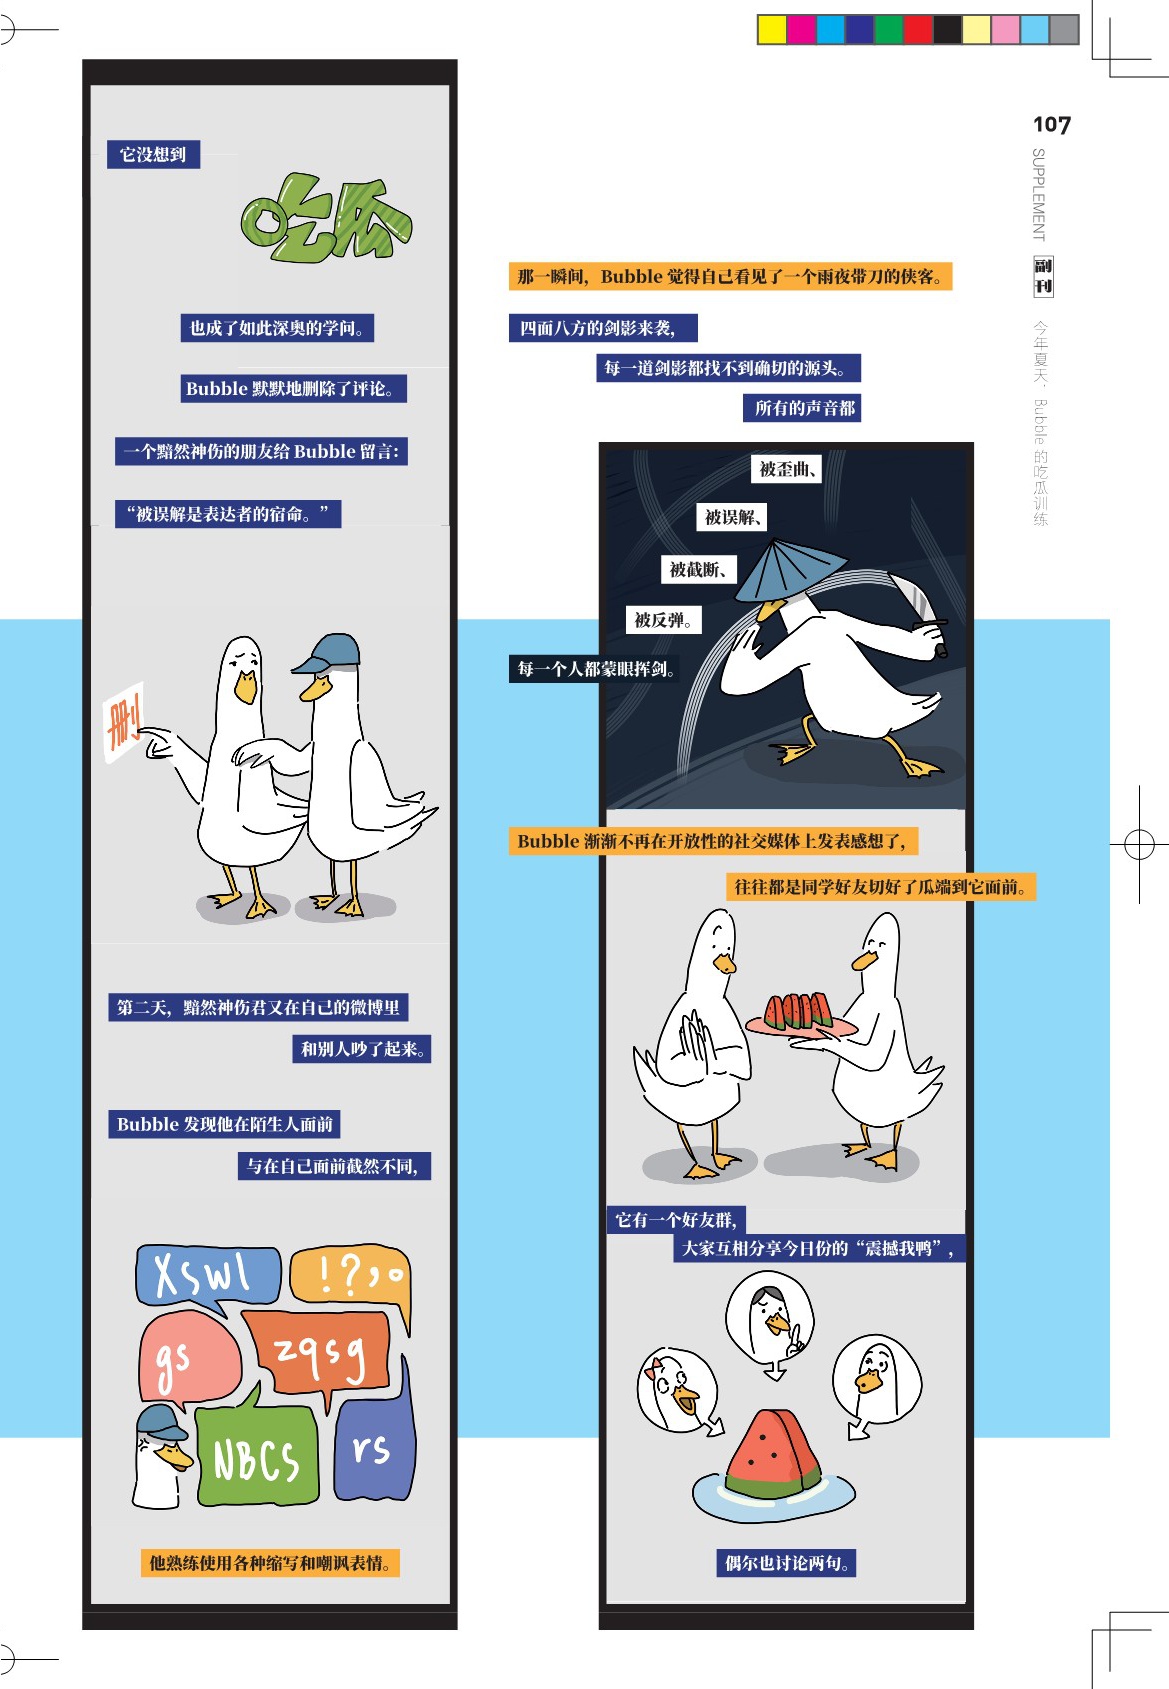 它没想到
吃瓜
也成了如此深奥的学问。
Bubble 默默地删除了评论。
一个黯然神伤的朋友给 Bubble 留言：
“被误解是表达者的宿命。”
删
第二天，黯然神伤君又在自己的微博里
和别人吵了起来。
Bubble 发现他在陌生人面前
与在自己面前截然不同，
Xswl
!?,。
gs
zqsg
NBCS
rs
他熟练使用各种缩写和嘲讽表情。
那一瞬间，Bubble 觉得自己看见了一个雨夜带刀的侠客。
四面八方的剑影来袭，
每一道剑影都找不到确切的源头。
所有的声音都
被歪曲、
被误解、
被截断、
被反弹。
每一个人都蒙眼挥剑。
Bubble 渐渐不再在开放性的社交媒体上发表感想了，
往往都是同学好友切好了瓜端到它面前。
它有一个好友群，
大家互相分享今日份的“震撼我鸭”，
偶尔也讨论两句。
107
SUPPLEMENT
副刊
今年夏天，Bubble 的吃瓜训练